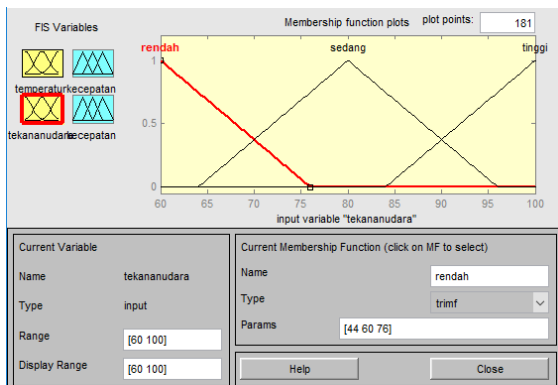 FIS Variables
Membership function plots
plot points:
181
rendah
sedang
tinggi
1
0.5
0
60 65 70 75 80 85 90 95 100
input variable "tekananudara"
temperatur
kecepatan
tekananudara
kecepatan
Current Variable
Name
tekananudara
Type
input
Range
[60 100]
Display Range
[60 100]
Current Membership Function (click on MF to select)
Name
rendah
Type
trimf
Params
[44 60 76]
Help
Close